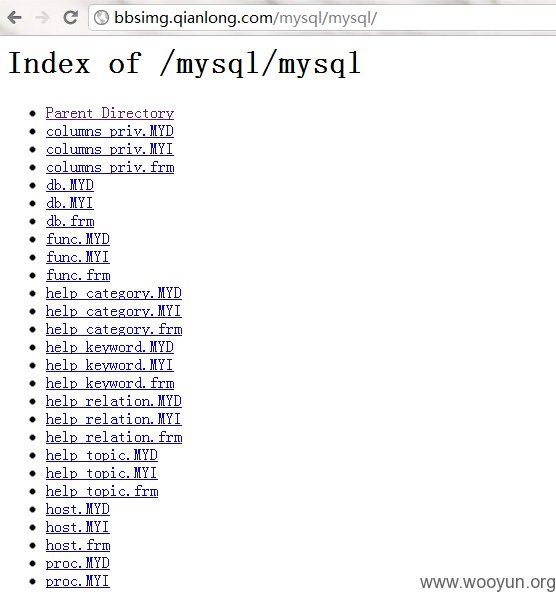 bbsimg.qianlong.com/mysql/mysql/
Index of /mysql/mysql
Parent Directory
columns_priv.MYD
columns_priv.MYI
columns_priv.frm
db.MYD
db.MYI
db.frm
func.MYD
func.MYI
func.frm
help_category.MYD
help_category.MYI
help_category.frm
help_keyword.MYD
help_keyword.MYI
help_keyword.frm
help_relation.MYD
help_relation.MYI
help_relation.frm
help_topic.MYD
help_topic.MYI
help_topic.frm
host.MYD
host.MYI
host.frm
proc.MYD
proc.MYI
www.wooyun.org